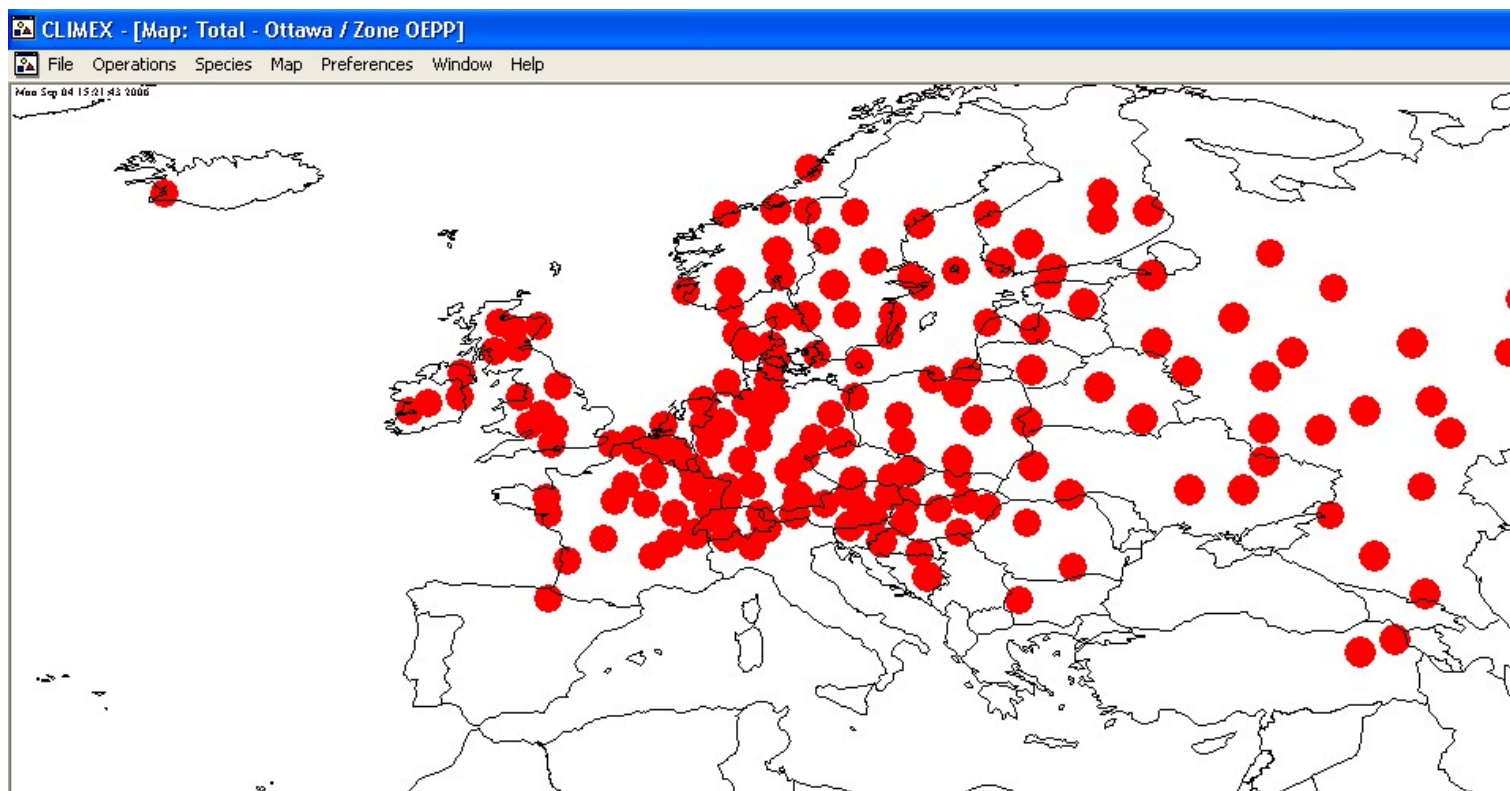 CLIMEX - [Map: Total - Ottawa / Zone OEPP]
File Operations Species Map Preferences Window Help
Mon Sep 04 15:21:43 2006